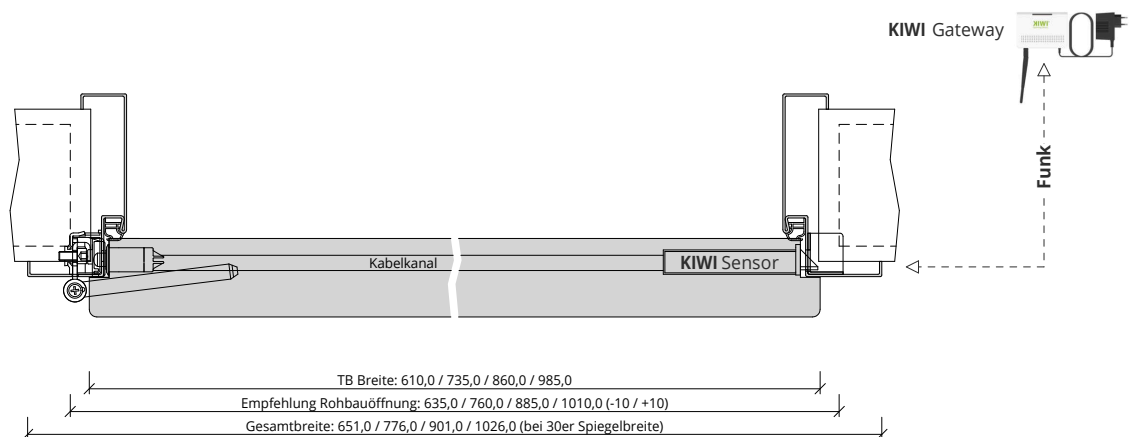 KIWI Gateway
KIWI
Funk
Kabelkanal
KIWI Sensor
TB Breite: 610,0 / 735,0 / 860,0 / 985,0
Empfehlung Rohbauöffnung: 635,0 / 760,0 / 885,0 / 1010,0 (-10 / +10)
Gesamtbreite: 651,0 / 776,0 / 901,0 / 1026,0 (bei 30er Spiegelbreite)